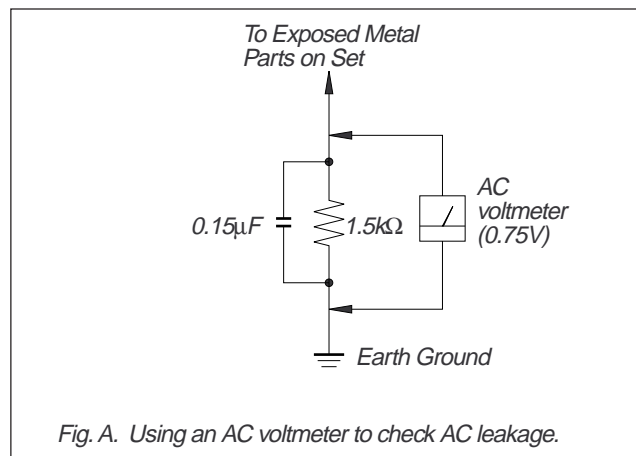 To Exposed Metal
Parts on Set
0.15μF
1.5kΩ
AC
voltmeter
(0.75V)
Earth Ground
Fig. A. Using an AC voltmeter to check AC leakage.